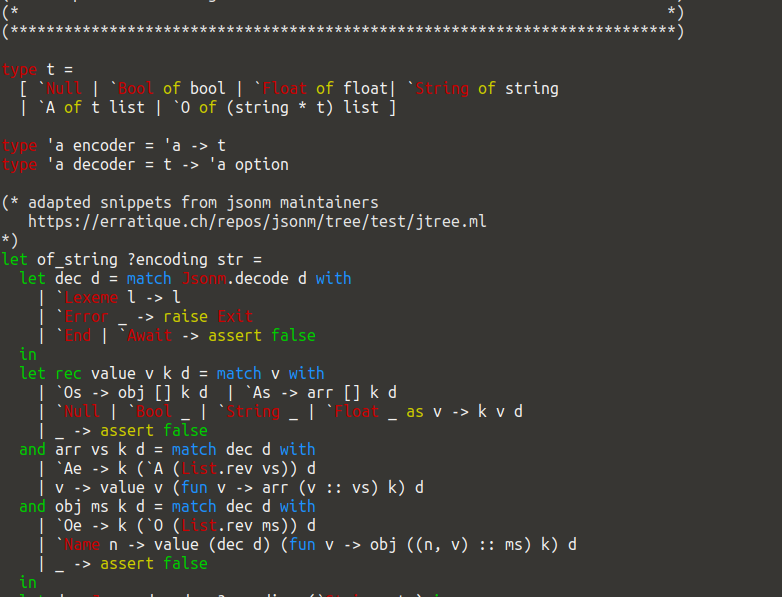 (* *)
(**************************************************************************)
type t =
  [ `Null | `Bool of bool | `Float of float| `String of string
  | `A of t list | `O of (string * t) list ]
type 'a encoder = 'a -> t
type 'a decoder = t -> 'a option
(* adapted snippets from jsonm maintainers
   https://erratique.ch/repos/jsonm/tree/test/jtree.ml
*)
let of_string ?encoding str =
  let dec d = match Jsonm.decode d with
    | `Lexeme l -> l
    | `Error _ -> raise Exit
    | `End | `Await -> assert false
  in
  let rec value v k d = match v with
    | `Os -> obj [] k d  | `As -> arr [] k d
    | `Null | `Bool _ | `String _ | `Float _ as v -> k v d
    | _ -> assert false
  and arr vs k d = match dec d with
    | `Ae -> k (`A (List.rev vs)) d
    | v -> value v (fun v -> arr (v :: vs) k) d
  and obj ms k d = match dec d with
    | `Oe -> k (`O (List.rev ms)) d
    | `Name n -> value (dec d) (fun v -> obj ((n, v) :: ms) k) d
    | _ -> assert false
  in